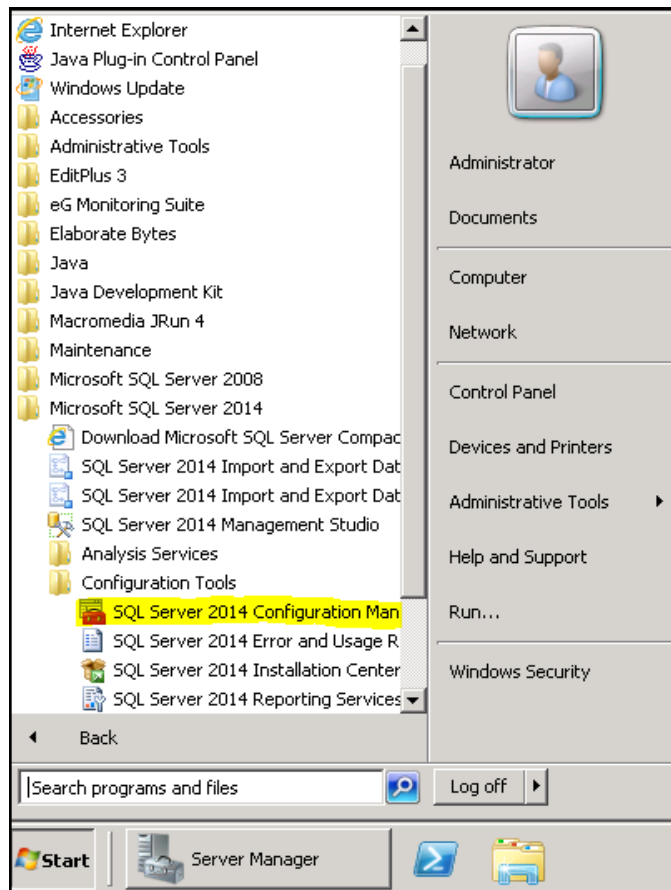 Internet Explorer
Java Plug-in Control Panel
Windows Update
Accessories
Administrative Tools
EditPlus 3
eG Monitoring Suite
Elaborate Bytes
Java
Java Development Kit
Macromedia JRun 4
Maintenance
Microsoft SQL Server 2008
Microsoft SQL Server 2014
Download Microsoft SQL Server Compac
SQL Server 2014 Import and Export Dat
SQL Server 2014 Import and Export Dat
SQL Server 2014 Management Studio
Analysis Services
Configuration Tools
SQL Server 2014 Configuration Man
SQL Server 2014 Error and Usage R
SQL Server 2014 Installation Center
SQL Server 2014 Reporting Services
Back
Search programs and files
Administrator
Documents
Computer
Network
Control Panel
Devices and Printers
Administrative Tools
Help and Support
Run...
Windows Security
Log off
Start
Server Manager